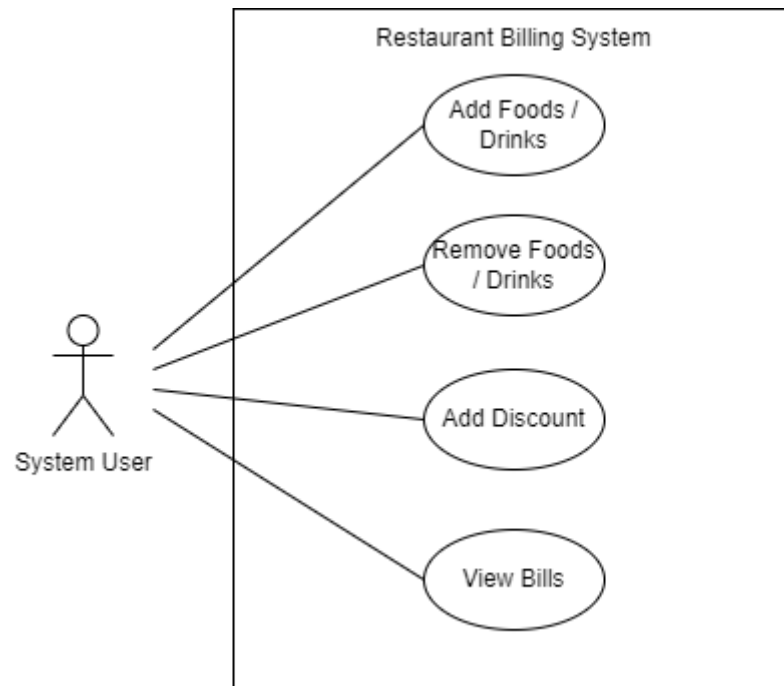 Restaurant Billing System
Add Foods /
Drinks
Remove Foods
/ Drinks
Add Discount
System User
View Bills